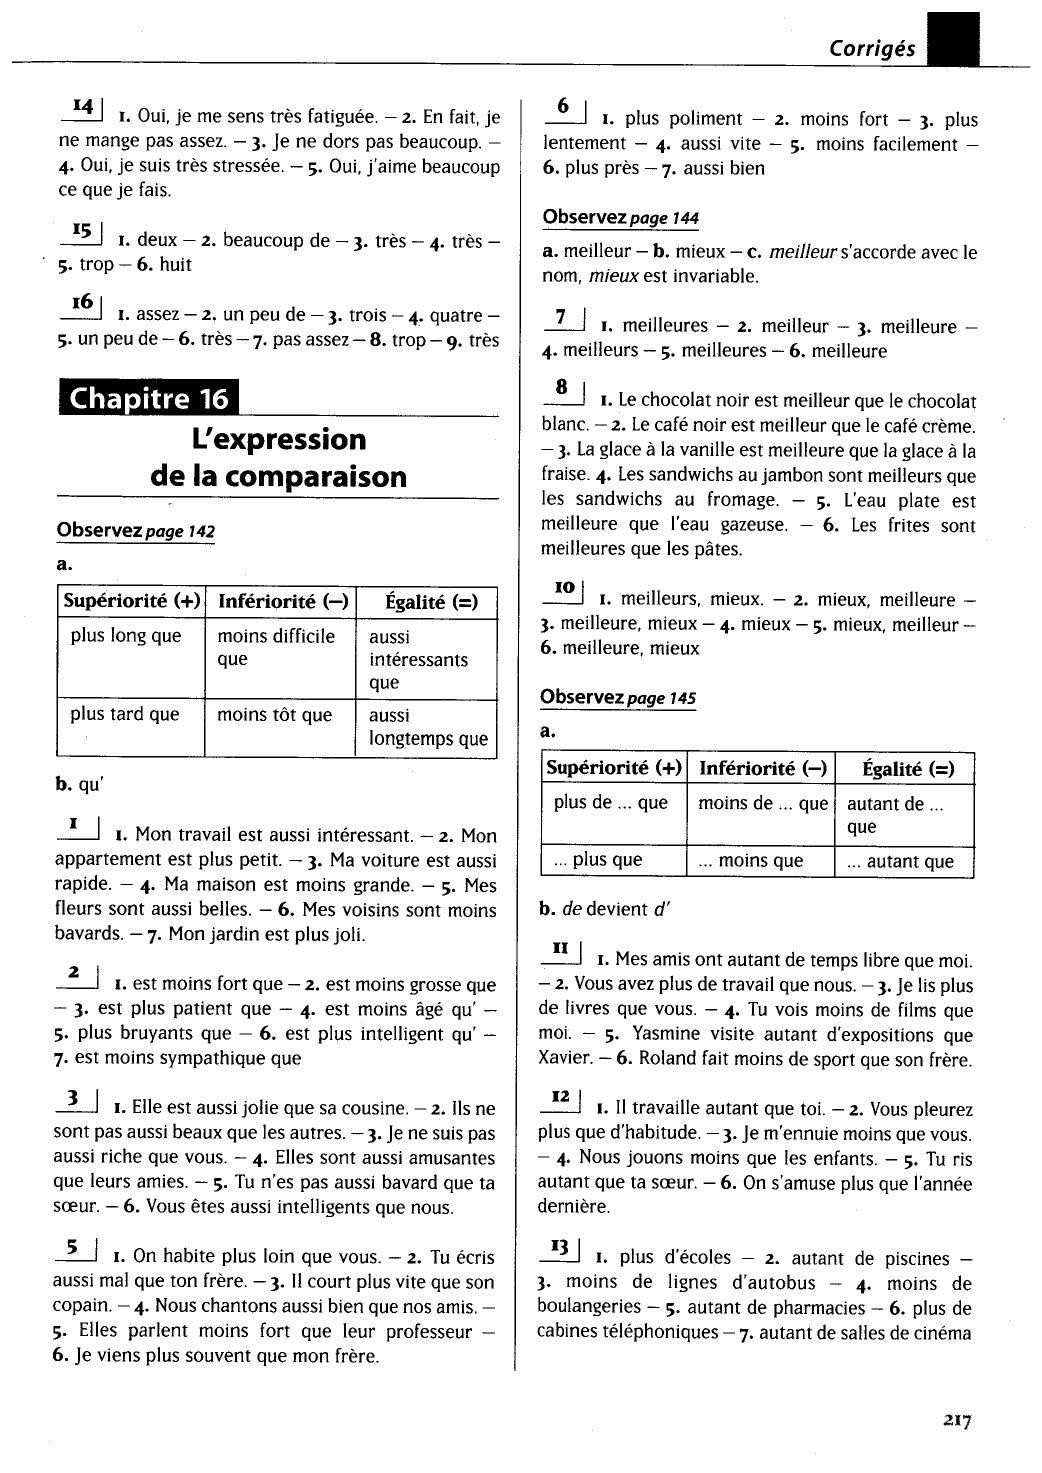 Corrigés
14 1. Oui, je me sens très fatiguée. – 2. En fait, je
ne mange pas assez. – 3. Je ne dors pas beaucoup. –
4. Oui, je suis très stressée. – 5. Oui, j'aime beaucoup
ce que je fais.
15 1. deux – 2. beaucoup de – 3. très – 4. très –
5. trop – 6. huit
16 1. assez – 2. un peu de – 3. trois – 4. quatre –
5. un peu de – 6. très – 7. pas assez – 8. trop – 9. très
Chapitre 16
L'expression
de la comparaison
Observez page 142
a.
Supériorité (+) Infériorité (–) Égalité (=)
plus long que moins difficile aussi
que intéressants
que
plus tard que moins tôt que aussi
longtemps que
b. qu'
1 1. Mon travail est aussi intéressant. – 2. Mon
appartement est plus petit. – 3. Ma voiture est aussi
rapide. – 4. Ma maison est moins grande. – 5. Mes
fleurs sont aussi belles. – 6. Mes voisins sont moins
bavards. – 7. Mon jardin est plus joli.
2 1. est moins fort que – 2. est moins grosse que
– 3. est plus patient que – 4. est moins âgé qu' –
5. plus bruyants que – 6. est plus intelligent qu' –
7. est moins sympathique que
3 1. Elle est aussi jolie que sa cousine. – 2. Ils ne
sont pas aussi beaux que les autres. – 3. Je ne suis pas
aussi riche que vous. – 4. Elles sont aussi amusantes
que leurs amies. – 5. Tu n'es pas aussi bavard que ta
sœur. – 6. Vous êtes aussi intelligents que nous.
5 1. On habite plus loin que vous. – 2. Tu écris
aussi mal que ton frère. – 3. Il court plus vite que son
copain. – 4. Nous chantons aussi bien que nos amis. –
5. Elles parlent moins fort que leur professeur –
6. Je viens plus souvent que mon frère.
6 1. plus poliment – 2. moins fort – 3. plus
lentement – 4. aussi vite – 5. moins facilement –
6. plus près – 7. aussi bien
Observez page 144
a. meilleur – b. mieux – c. meilleur s'accorde avec le
nom, mieux est invariable.
7 1. meilleures – 2. meilleur – 3. meilleure –
4. meilleurs – 5. meilleures – 6. meilleure
8 1. Le chocolat noir est meilleur que le chocolat
blanc. – 2. Le café noir est meilleur que le café crème.
– 3. La glace à la vanille est meilleure que la glace à la
fraise. 4. Les sandwichs au jambon sont meilleurs que
les sandwichs au fromage. – 5. L'eau plate est
meilleure que l'eau gazeuse. – 6. Les frites sont
meilleures que les pâtes.
10 1. meilleurs, mieux. – 2. mieux, meilleure –
3. meilleure, mieux – 4. mieux – 5. mieux, meilleur –
6. meilleure, mieux
Observez page 145
a.
Supériorité (+) Infériorité (–) Égalité (=)
plus de ... que moins de ... que autant de ...
que
... plus que ... moins que ... autant que
b. de devient d'
11 1. Mes amis ont autant de temps libre que moi.
– 2. Vous avez plus de travail que nous. – 3. Je lis plus
de livres que vous. – 4. Tu vois moins de films que
moi. – 5. Yasmine visite autant d'expositions que
Xavier. – 6. Roland fait moins de sport que son frère.
12 1. Il travaille autant que toi. – 2. Vous pleurez
plus que d'habitude. – 3. Je m'ennuie moins que vous.
– 4. Nous jouons moins que les enfants. – 5. Tu ris
autant que ta sœur. – 6. On s'amuse plus que l'année
dernière.
13 1. plus d'écoles – 2. autant de piscines –
3. moins de lignes d'autobus – 4. moins de
boulangeries – 5. autant de pharmacies – 6. plus de
cabines téléphoniques – 7. autant de salles de cinéma
217